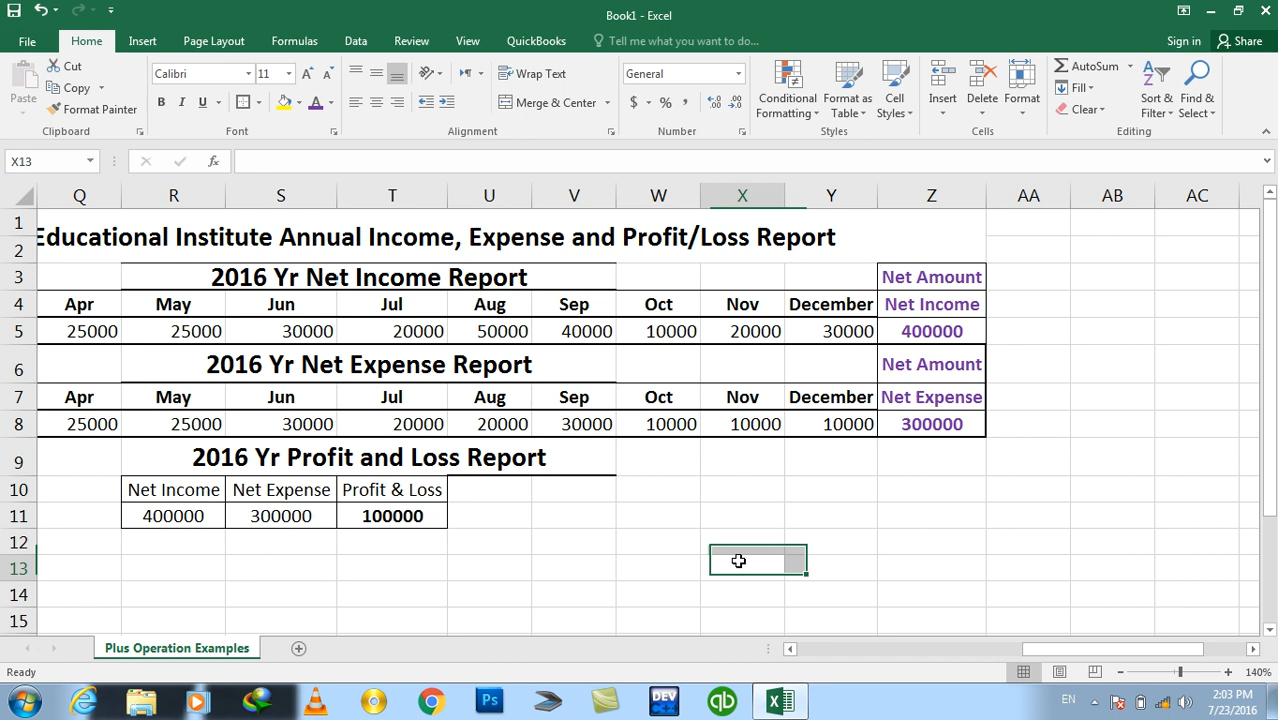 Book1 - Excel
File Home Insert Page Layout Formulas Data Review View QuickBooks Tell me what you want to do... Sign in Share
Paste Cut Copy Format Painter Clipboard
Calibri 11 B I U A Font
Wrap Text Merge & Center Alignment
General $ % , Number
Conditional Formatting Format as Table Cell Styles Styles
Insert Delete Format Cells
AutoSum Fill Clear Sort & Filter Find & Select Editing
X13 fx
Q R S T U V W X Y Z AA AB AC
1
2 Educational Institute Annual Income, Expense and Profit/Loss Report
3 2016 Yr Net Income Report Net Amount
4 Apr May Jun Jul Aug Sep Oct Nov December Net Income
5 25000 25000 30000 20000 50000 40000 10000 20000 30000 400000
6 2016 Yr Net Expense Report Net Amount
7 Apr May Jun Jul Aug Sep Oct Nov December Net Expense
8 25000 25000 30000 20000 20000 30000 10000 10000 10000 300000
9 2016 Yr Profit and Loss Report
10 Net Income Net Expense Profit & Loss
11 400000 300000 100000
12
13
14
15
Plus Operation Examples
Ready 140%
Ps DEV qb EN 2:03 PM
7/23/2016